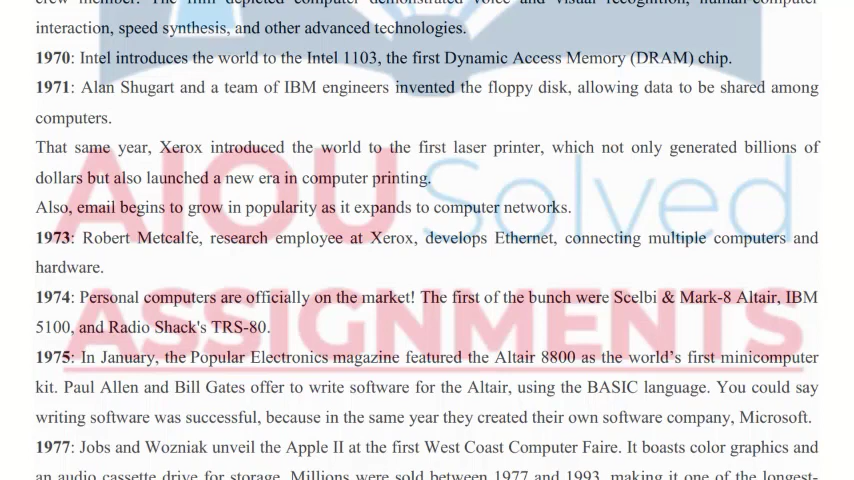 crew member. The film depicted computer demonstrated voice and visual recognition, human-computer
interaction, speed synthesis, and other advanced technologies.
1970: Intel introduces the world to the Intel 1103, the first Dynamic Access Memory (DRAM) chip.
1971: Alan Shugart and a team of IBM engineers invented the floppy disk, allowing data to be shared among
computers.
That same year, Xerox introduced the world to the first laser printer, which not only generated billions of
dollars but also launched a new era in computer printing.
Also, email begins to grow in popularity as it expands to computer networks.
1973: Robert Metcalfe, research employee at Xerox, develops Ethernet, connecting multiple computers and
hardware.
1974: Personal computers are officially on the market! The first of the bunch were Scelbi & Mark-8 Altair, IBM
5100, and Radio Shack's TRS-80.
1975: In January, the Popular Electronics magazine featured the Altair 8800 as the world's first minicomputer
kit. Paul Allen and Bill Gates offer to write software for the Altair, using the BASIC language. You could say
writing software was successful, because in the same year they created their own software company, Microsoft.
1977: Jobs and Wozniak unveil the Apple II at the first West Coast Computer Faire. It boasts color graphics and
an audio cassette drive for storage. Millions were sold between 1977 and 1993, making it one of the longest-
AIOU Solved
ASSIGNMENTS